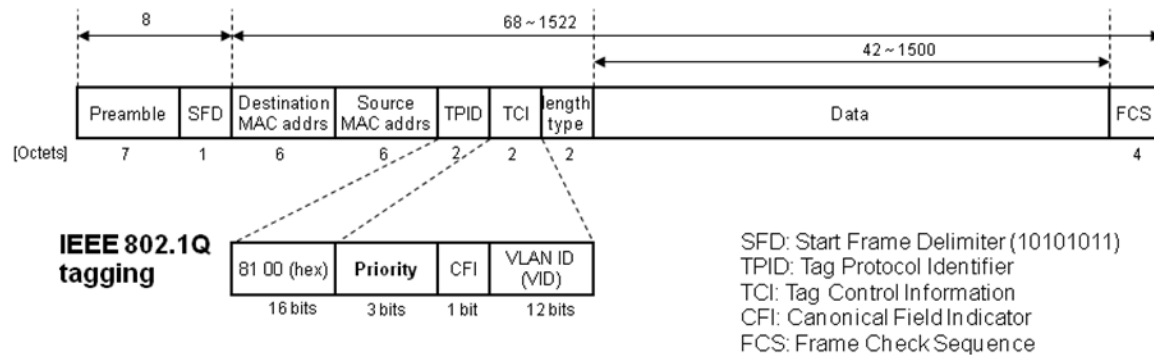 8
68 ~ 1522
42 ~ 1500
Preamble
SFD
Destination
MAC addrs
Source
MAC addrs
TPID
TCI
length
type
Data
FCS
[Octets]
7
1
6
6
2
2
2
4
IEEE 802.1Q
tagging
81 00 (hex)
Priority
CFI
VLAN ID
(VID)
16 bits
3 bits
1 bit
12 bits
SFD: Start Frame Delimiter (10101011)
TPID: Tag Protocol Identifier
TCI: Tag Control Information
CFI: Canonical Field Indicator
FCS: Frame Check Sequence